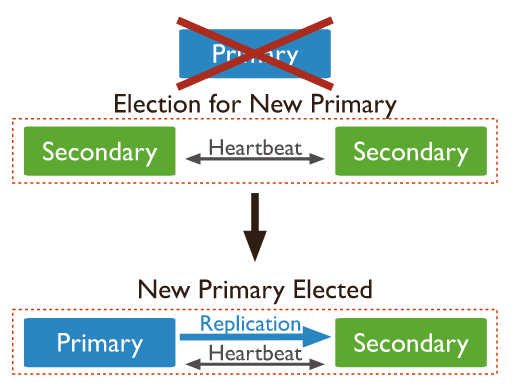 Primary
Election for New Primary
Secondary Heartbeat Secondary
New Primary Elected
Replication
Primary Secondary
Heartbeat